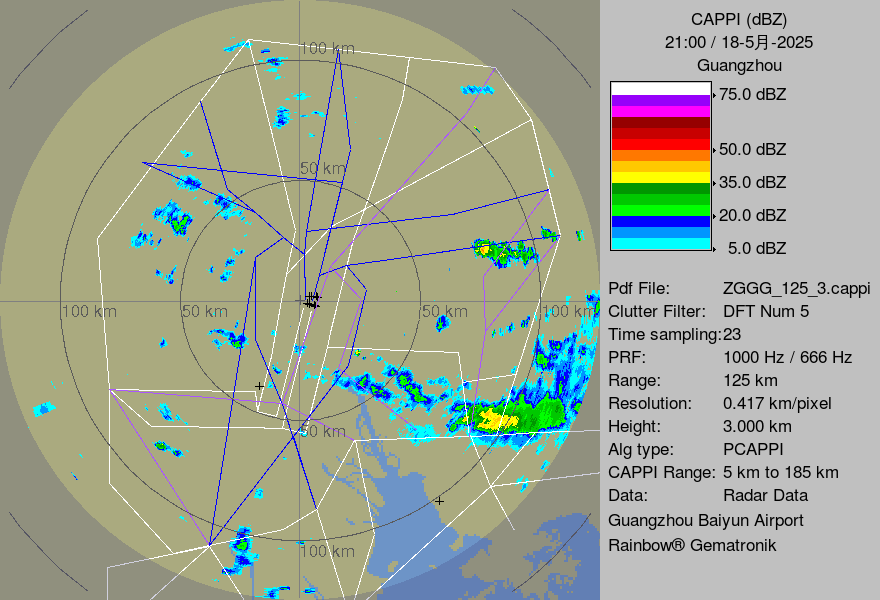 CAPPI (dBZ)
21:00 / 18-5月-2025
Guangzhou
75.0 dBZ
50.0 dBZ
35.0 dBZ
20.0 dBZ
5.0 dBZ
Pdf File: ZGGG_125_3.cappi
Clutter Filter: DFT Num 5
Time sampling:23
PRF: 1000 Hz / 666 Hz
Range: 125 km
Resolution: 0.417 km/pixel
Height: 3.000 km
Alg type: PCAPPI
CAPPI Range: 5 km to 185 km
Data: Radar Data
Guangzhou Baiyun Airport
Rainbow® Gematronik
100 km
50 km
100 km
50 km
50 km
100 km
50 km
100 km